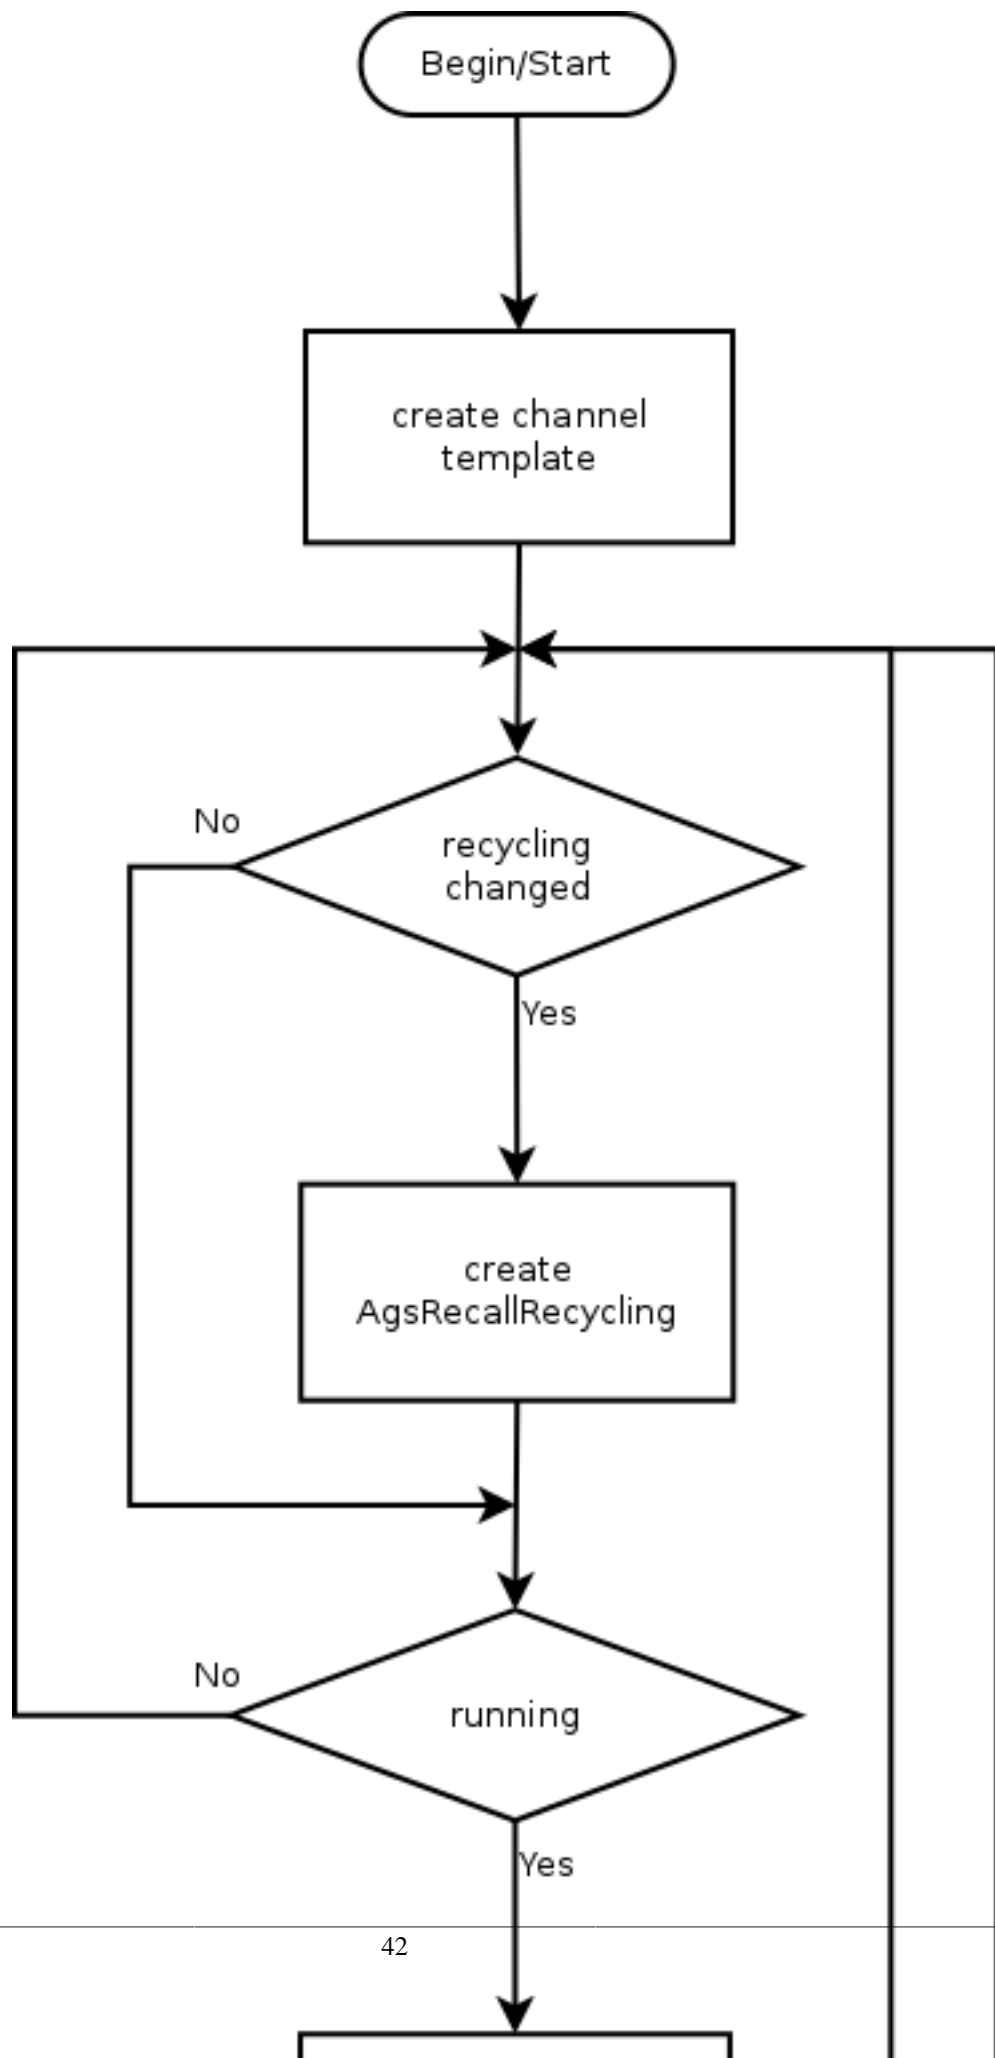 Begin/Start
create channel
template
No
recycling
changed
Yes
create
AgsRecallRecycling
No
running
Yes
42